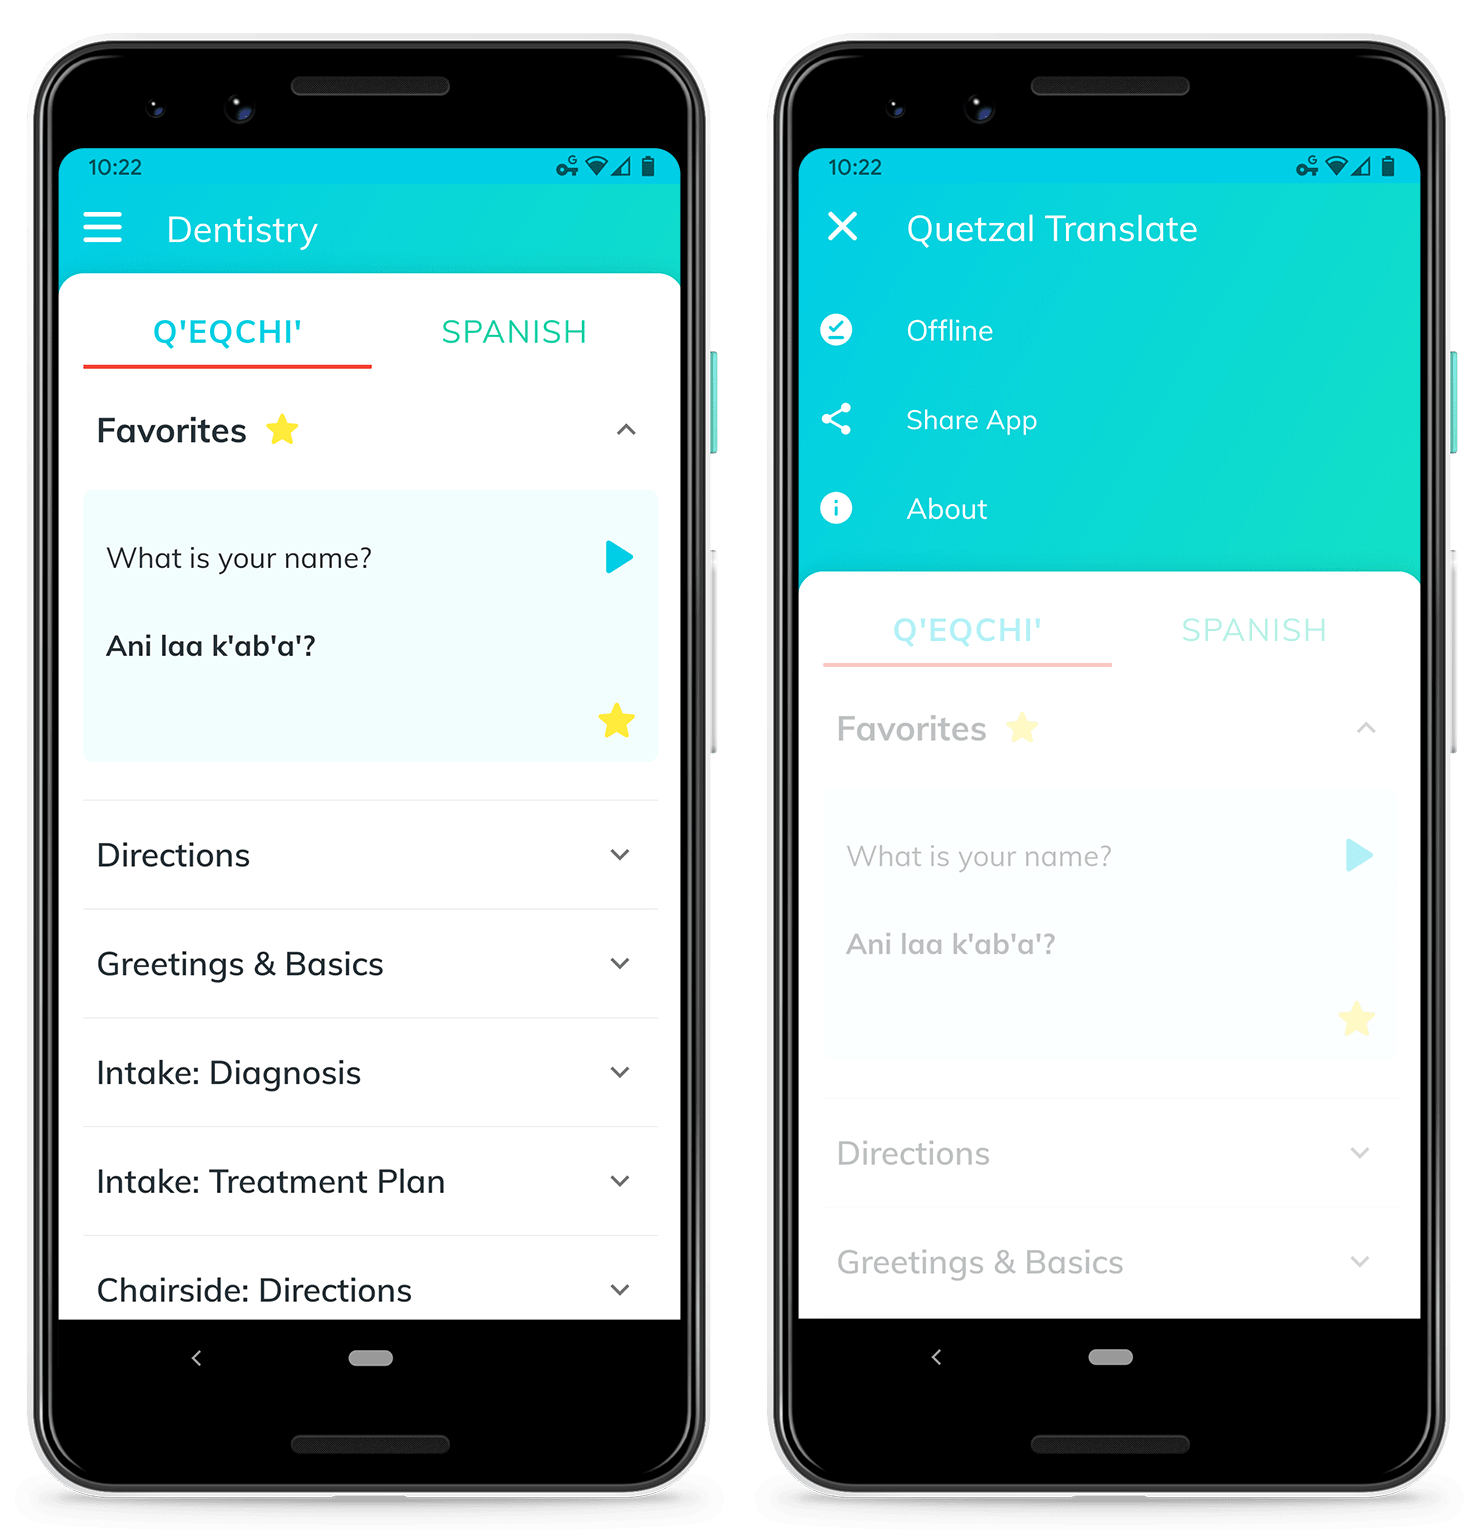 10:22
Dentistry
Q'EQCHI' SPANISH
Favorites
What is your name?
Ani laa k'ab'a'?
Directions
Greetings & Basics
Intake: Diagnosis
Intake: Treatment Plan
Chairside: Directions
10:22
Quetzal Translate
Offline
Share App
About
Q'EQCHI' SPANISH
Favorites
What is your name?
Ani laa k'ab'a'?
Directions
Greetings & Basics